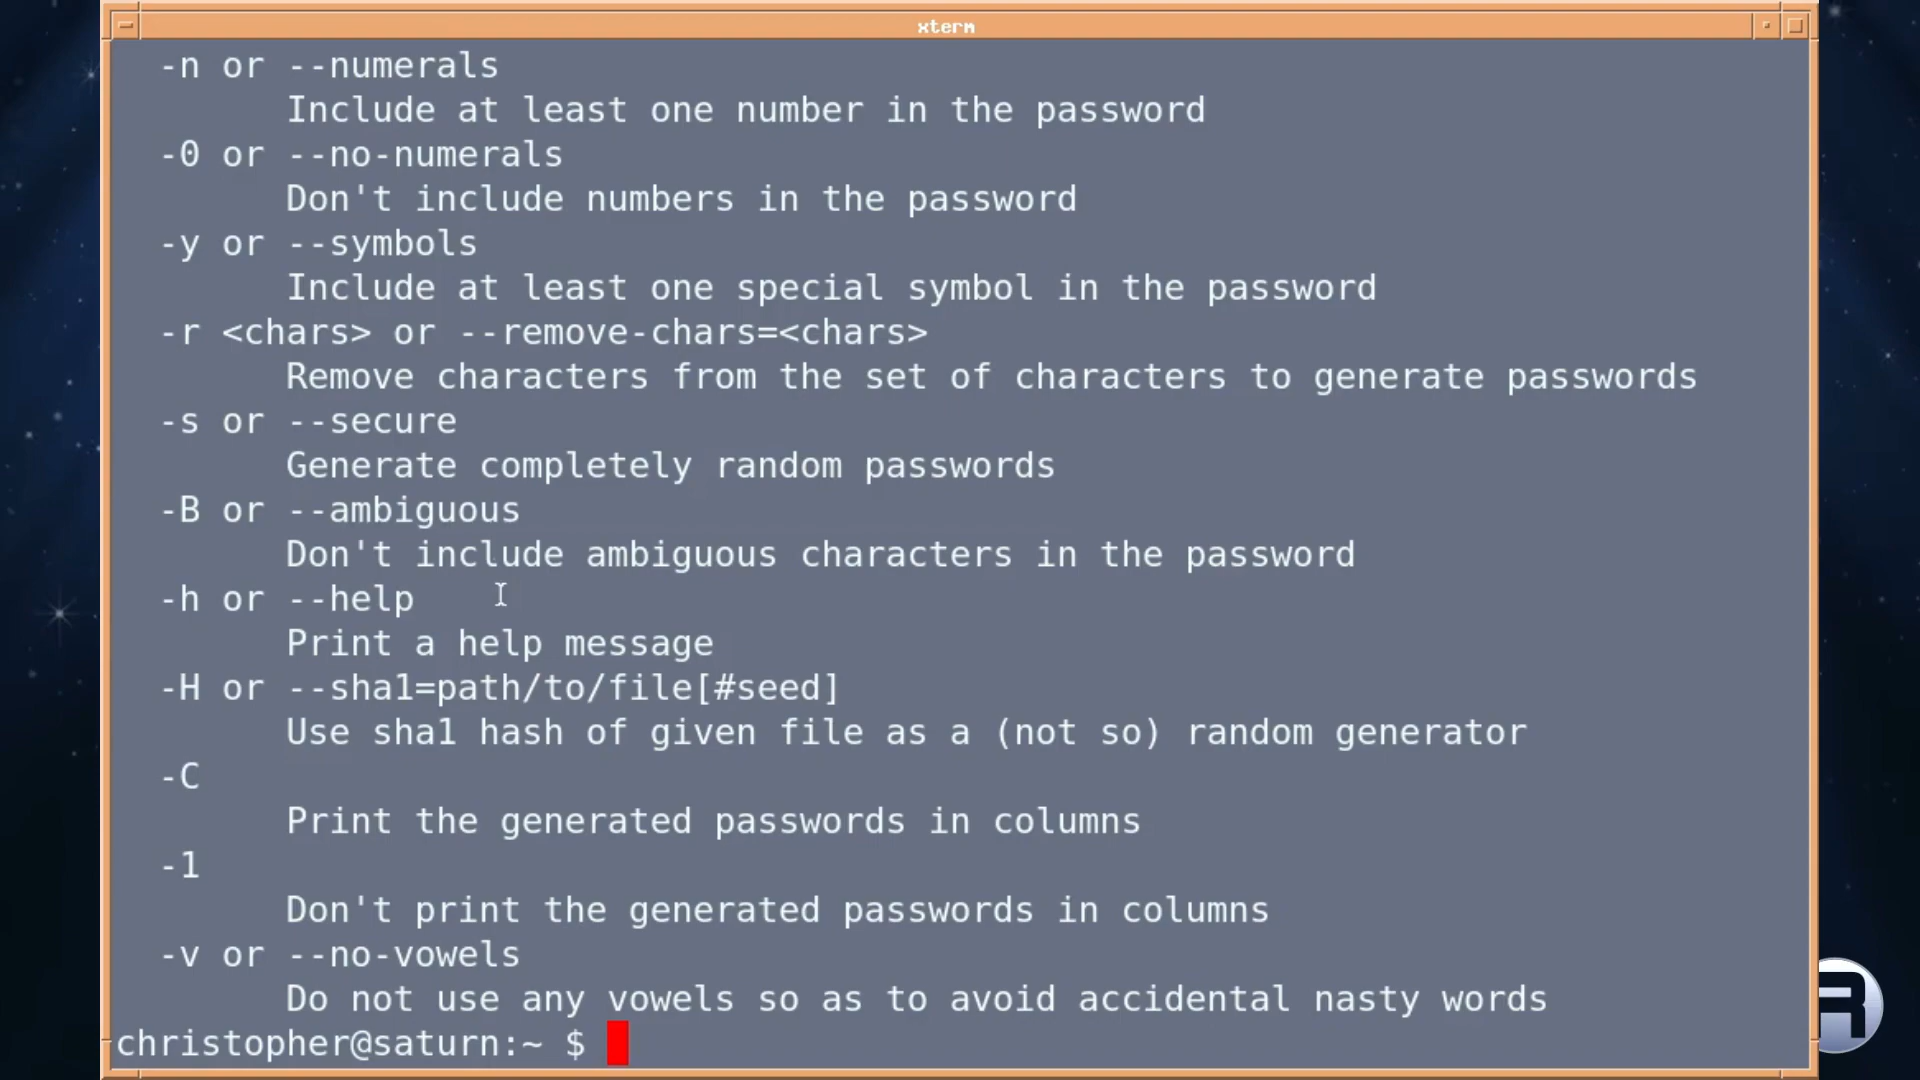 xterm
-n or --numerals
Include at least one number in the password
-0 or --no-numerals
Don't include numbers in the password
-y or --symbols
Include at least one special symbol in the password
-r <chars> or --remove-chars=<chars>
Remove characters from the set of characters to generate passwords
-s or --secure
Generate completely random passwords
-B or --ambiguous
Don't include ambiguous characters in the password
-h or --help
Print a help message
-H or --sha1=path/to/file[#seed]
Use sha1 hash of given file as a (not so) random generator
-C
Print the generated passwords in columns
-1
Don't print the generated passwords in columns
-v or --no-vowels
Do not use any vowels so as to avoid accidental nasty words
christopher@saturn:~ $